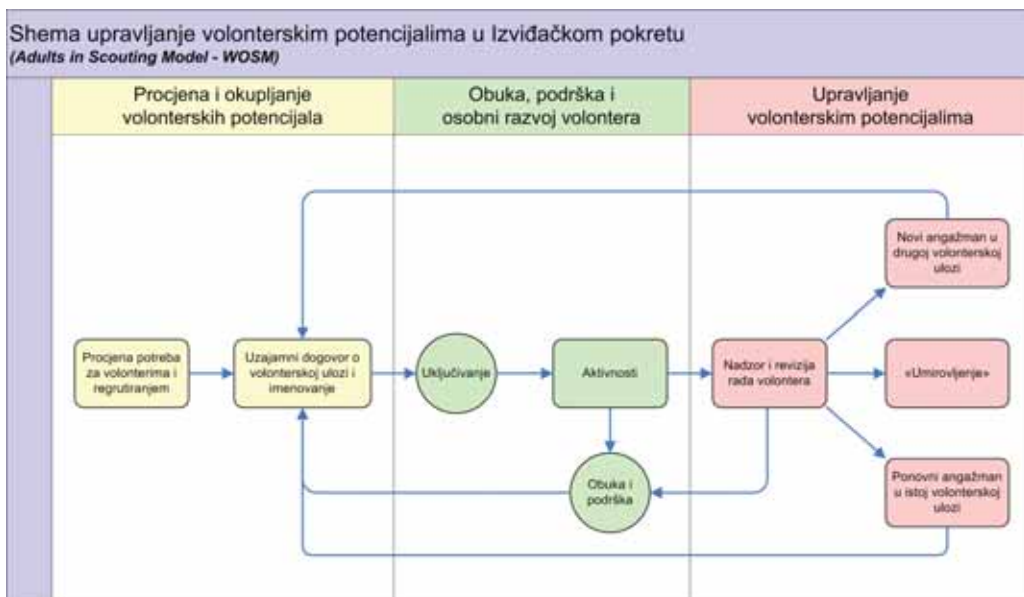 Shema upravljanje volonterskim potencijalima u Izviđačkom pokretu
(Adults in Scouting Model - WOSM)
Procjena i okupljanje
volonterskih potencijala
Obuka, podrška i
osobni razvoj volontera
Upravljanje
volonterskim potencijalima
Novi angažman u
drugoj volonterskoj
ulozi
Procjena potreba
za volonterima i
regrutiranjem
Uzajamni dogovor o
volonterskoj ulozi i
imenovanje
Uključivanje
Aktivnosti
Nadzor i revizija
rada volontera
«Umirovljenje»
Obuka i
podrška
Ponovni angažman
u istoj volonterskoj
ulozi